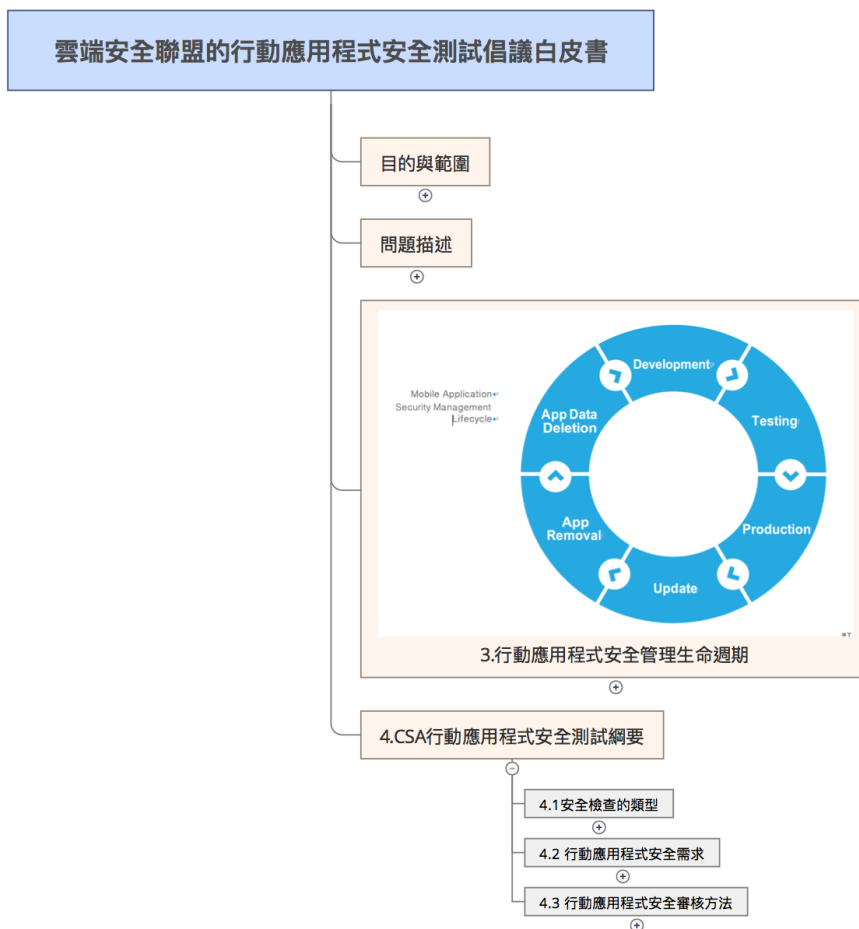 雲端安全聯盟的行動應用程式安全測試倡議白皮書
目的與範圍
問題描述
Mobile Application
Security Management
Lifecycle
Development
Testing
Production
Update
App
Removal
App Data
Deletion
3.行動應用程式安全管理生命週期
4.CSA行動應用程式安全測試綱要
4.1安全檢查的類型
4.2 行動應用程式安全需求
4.3 行動應用程式安全審核方法